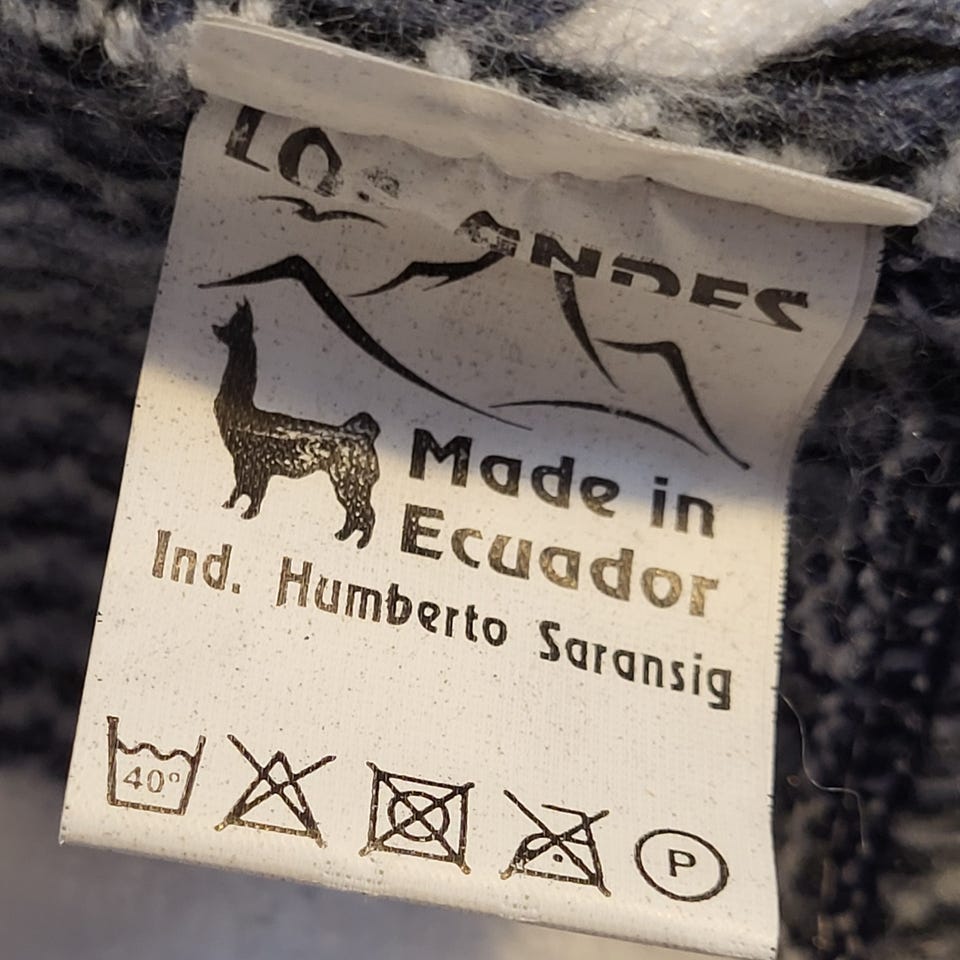 LOS ANDES
Made in
Ecuador
Ind. Humberto Saransig
40°
P